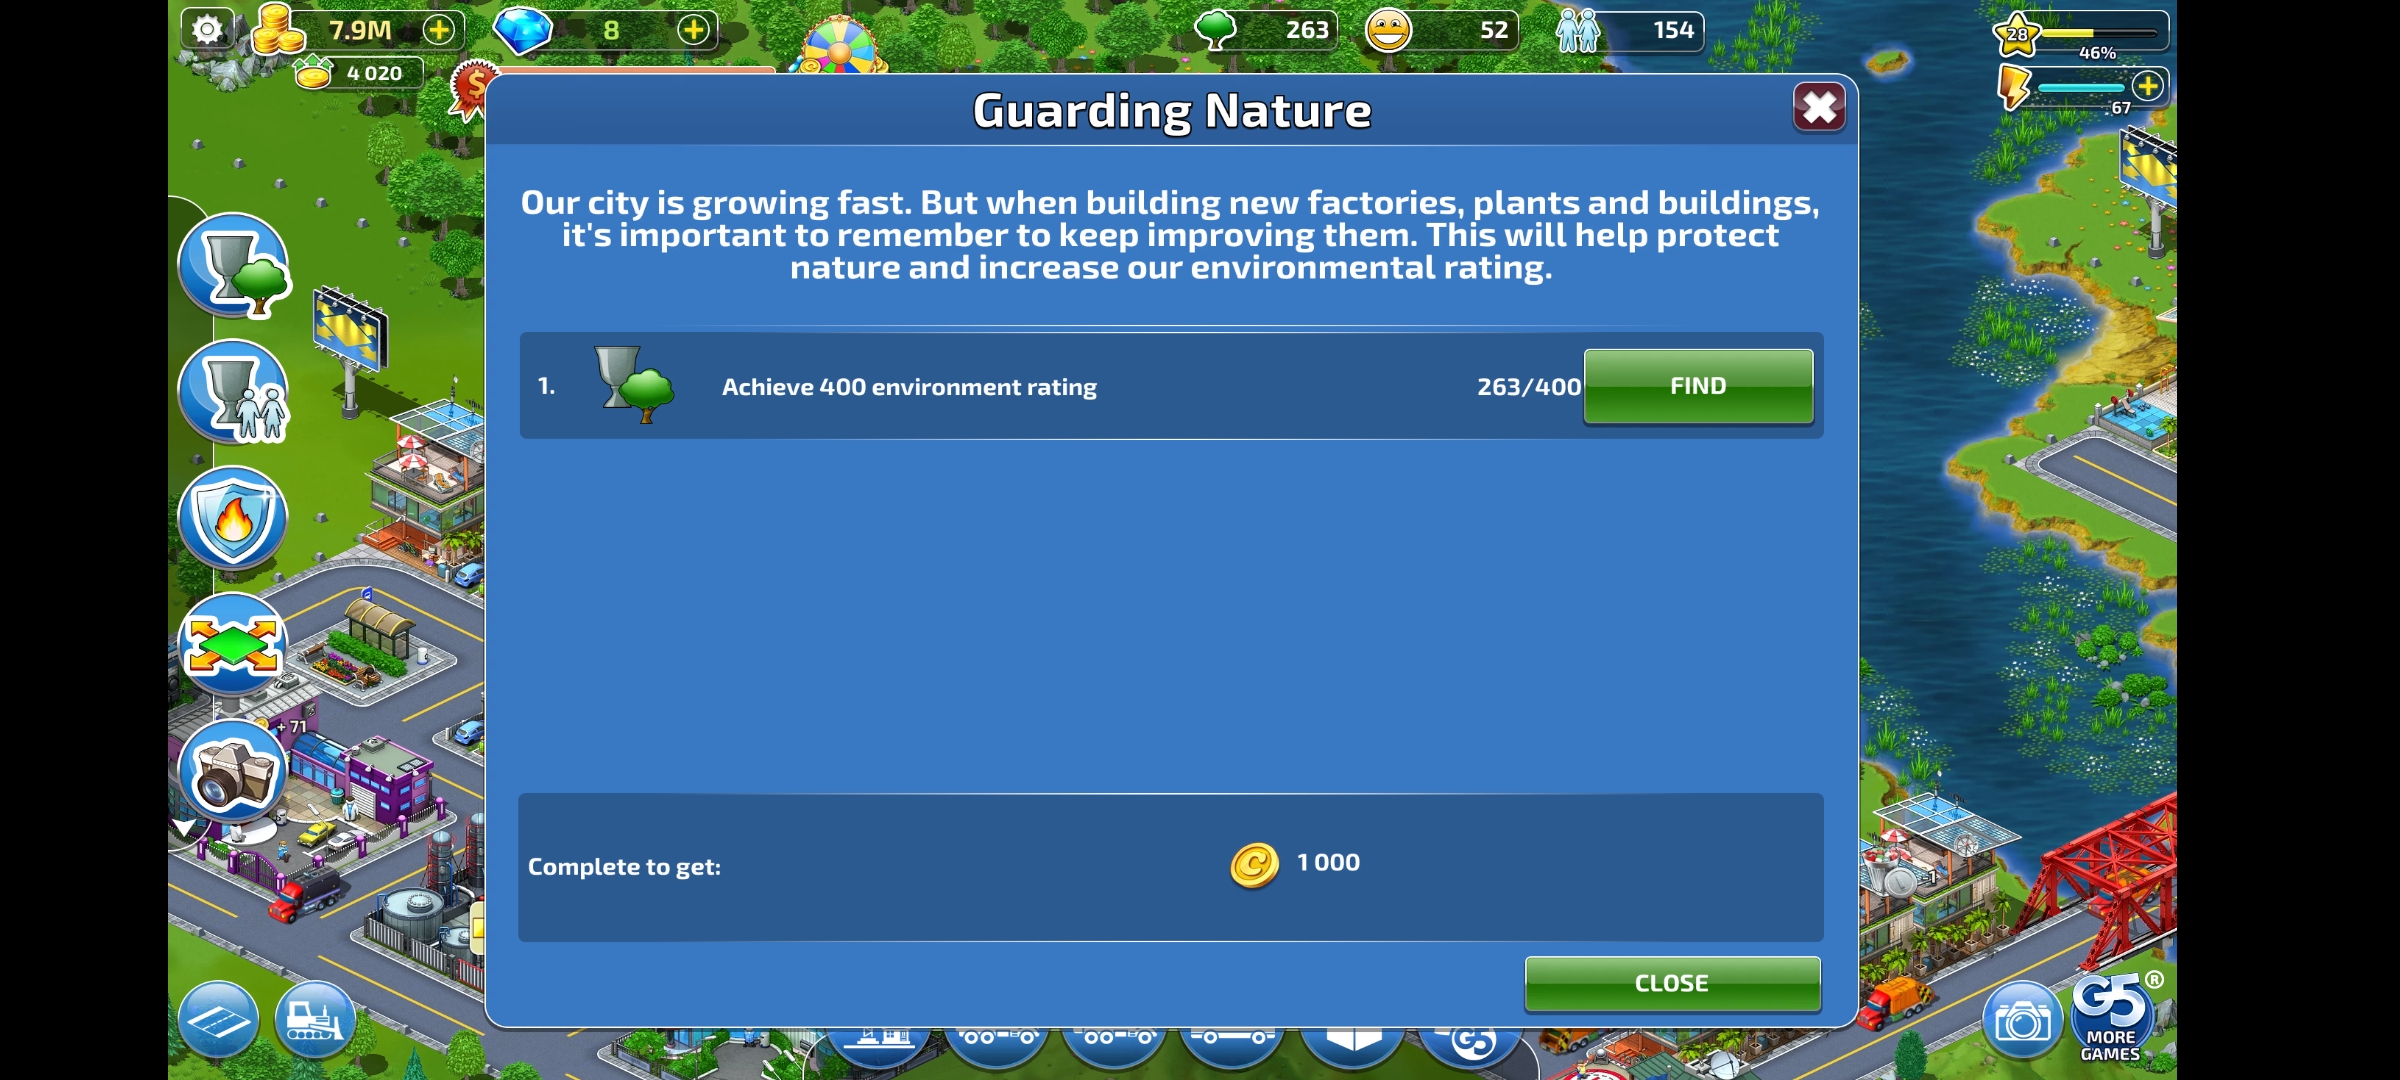 7.9M
8
263
52
154
28
46%
4 020
67
Guarding Nature
Our city is growing fast. But when building new factories, plants and buildings,
it's important to remember to keep improving them. This will help protect
nature and increase our environmental rating.
1.
Achieve 400 environment rating
263/400
FIND
+71
Complete to get:
1 000
-1
CLOSE
G5
G5®
MORE
GAMES